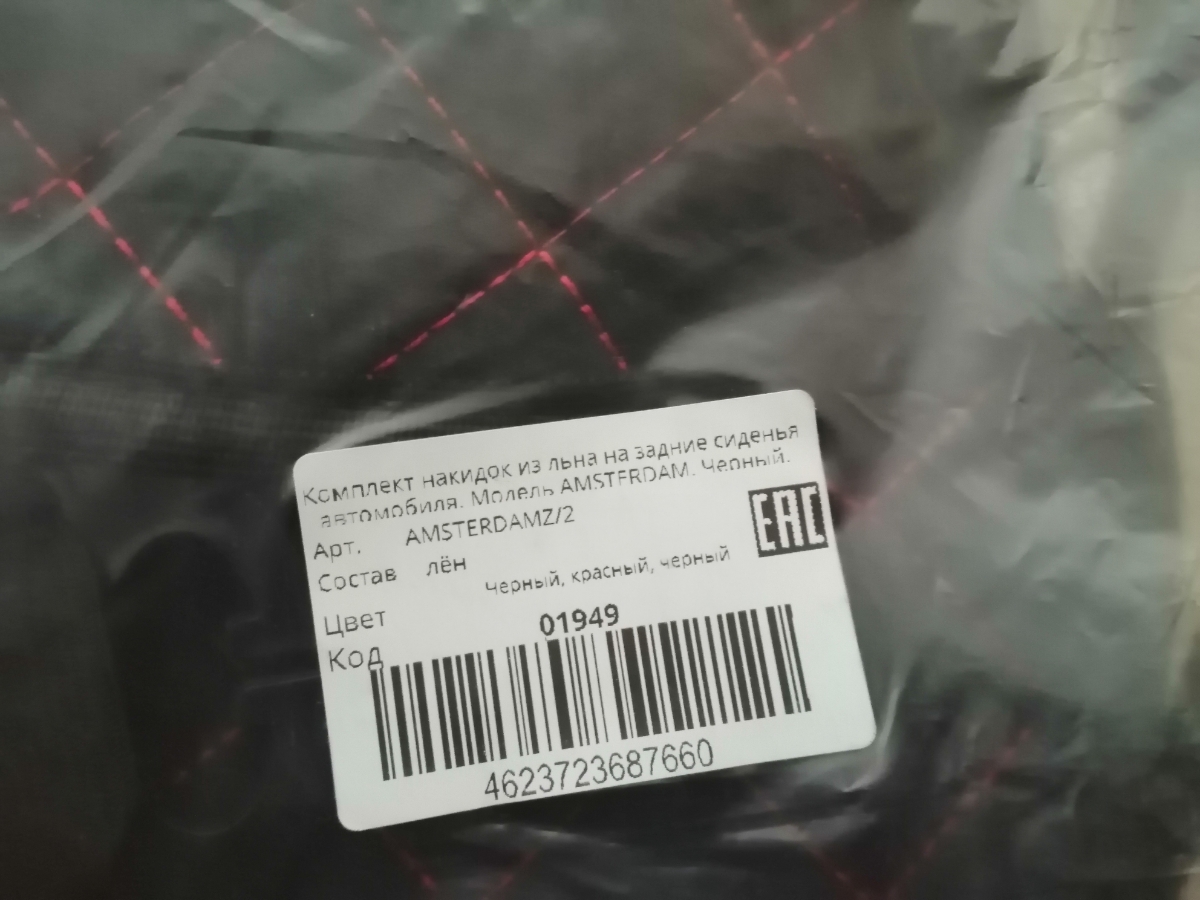 Комплект накидок из льна на задние сиденья
автомобиля. Модель AMSTERDAM. Черный.
Арт. AMSTERDAMZ/2
EAC
Состав лён
Цвет Черный, красный, черный
Код 01949
4623723687660